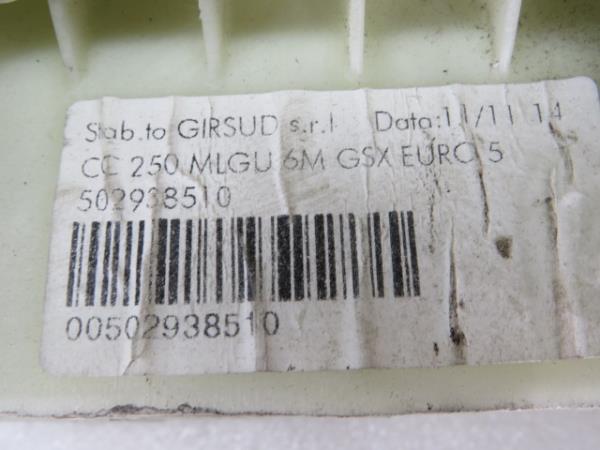 Stab.to GIRSUD s.r.l Data:11/11 14
CC 250 MLGU 6M GSX EURO 5
502938510
00502938510